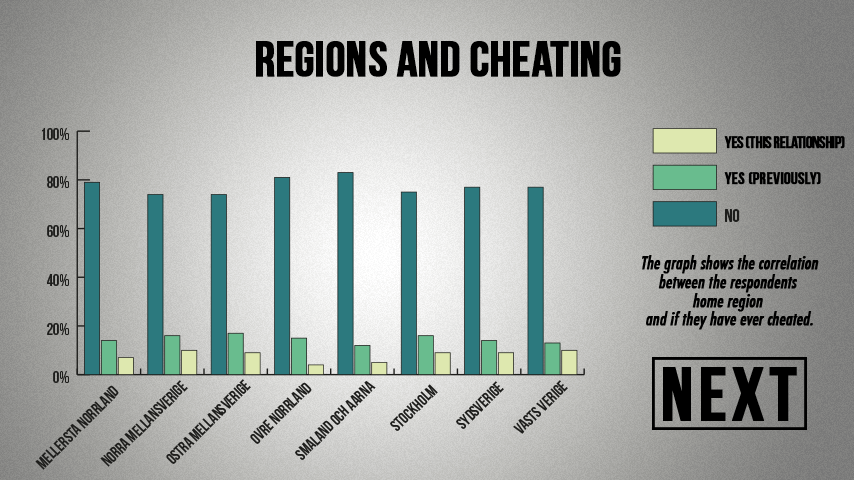 REGIONS AND CHEATING
100%
80%
60%
40%
20%
0%
MELLERSTA NORRLAND
NORRA MELLANSVERIGE
OSTRA MELLANSVERIGE
OVRE NORRLAND
SMALAND OCH AARNA
STOCKHOLM
SYDSVERIGE
VASTS VERIGE
YES (THIS RELATIONSHIP)
YES (PREVIOUSLY)
NO
The graph shows the correlation
between the respondents
home region
and if they have ever cheated.
NEXT